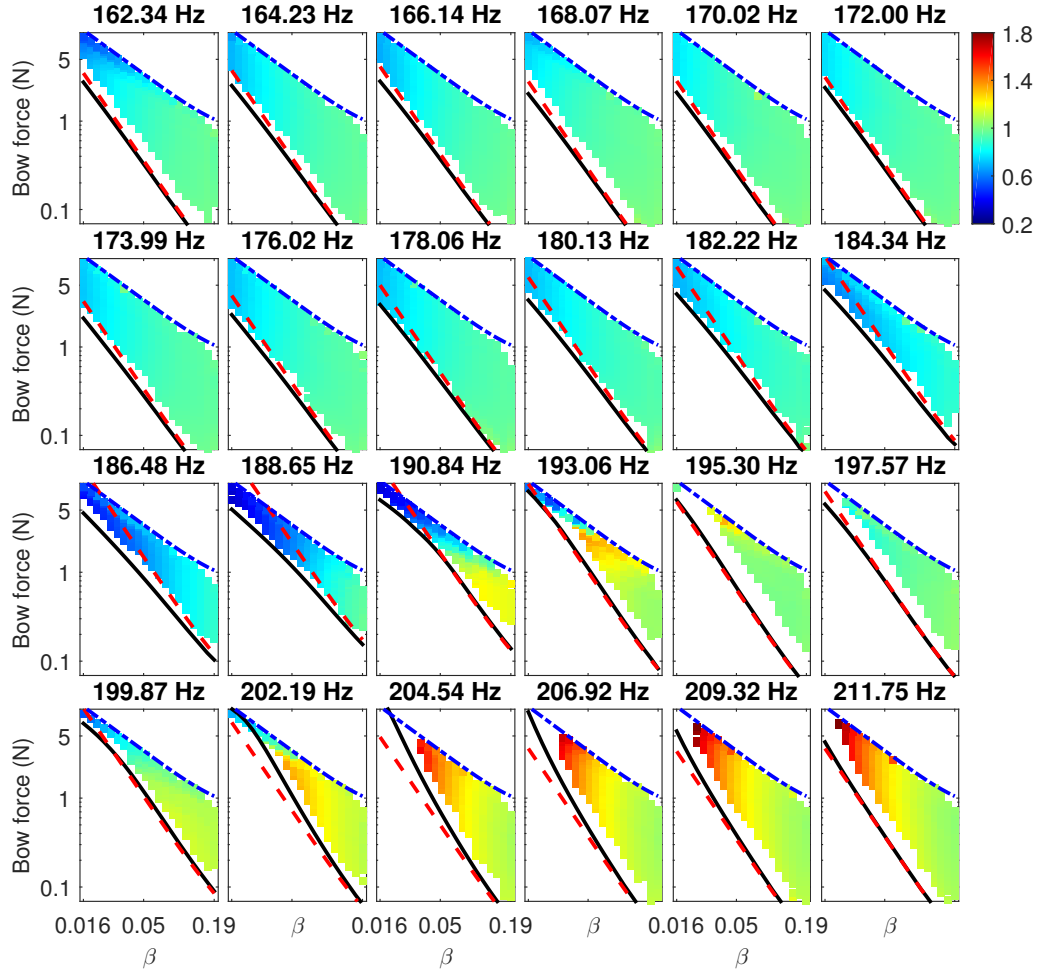 162.34 Hz 164.23 Hz 166.14 Hz 168.07 Hz 170.02 Hz 172.00 Hz
Bow force (N) 5 1 0.1
1.8 1.4 1 0.6 0.2
173.99 Hz 176.02 Hz 178.06 Hz 180.13 Hz 182.22 Hz 184.34 Hz
Bow force (N) 5 1 0.1
186.48 Hz 188.65 Hz 190.84 Hz 193.06 Hz 195.30 Hz 197.57 Hz
Bow force (N) 5 1 0.1
199.87 Hz 202.19 Hz 204.54 Hz 206.92 Hz 209.32 Hz 211.75 Hz
Bow force (N) 5 1 0.1
0.016 0.05 0.19 β 0.016 0.05 0.19 β 0.016 0.05 0.19
β β β